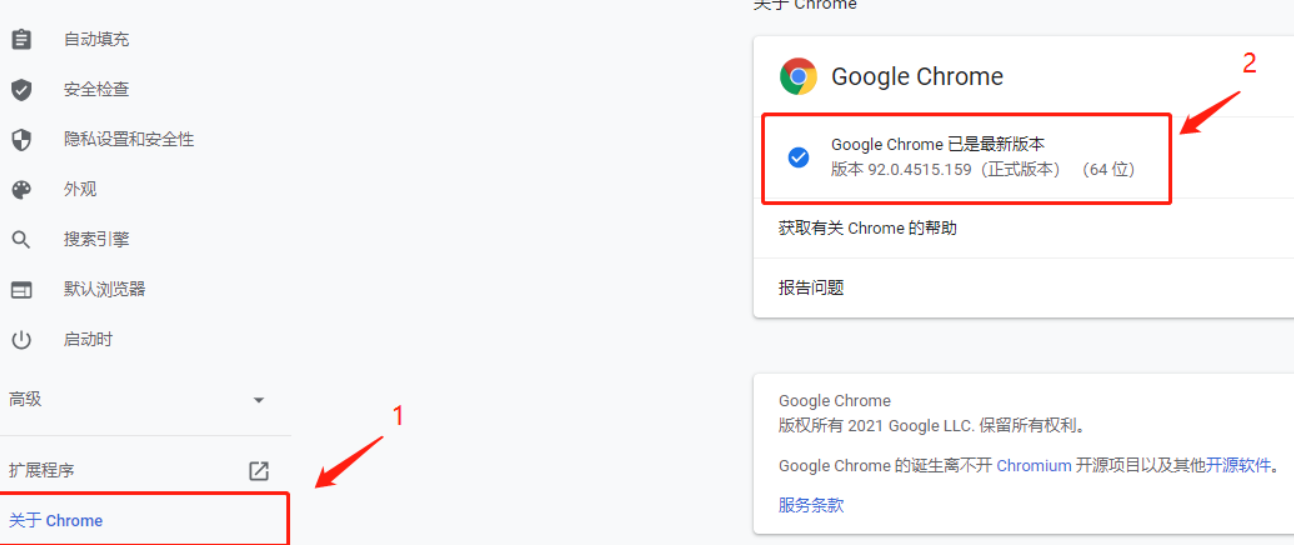 自动填充
安全检查
隐私设置和安全性
外观
搜索引擎
默认浏览器
启动时
高级
扩展程序
关于 Chrome
1
关于 Chrome
Google Chrome
2
Google Chrome 已是最新版本
版本 92.0.4515.159（正式版本） （64 位）
获取有关 Chrome 的帮助
报告问题
Google Chrome
版权所有 2021 Google LLC. 保留所有权利。
Google Chrome 的诞生离不开 Chromium 开源项目以及其他开源软件。
服务条款